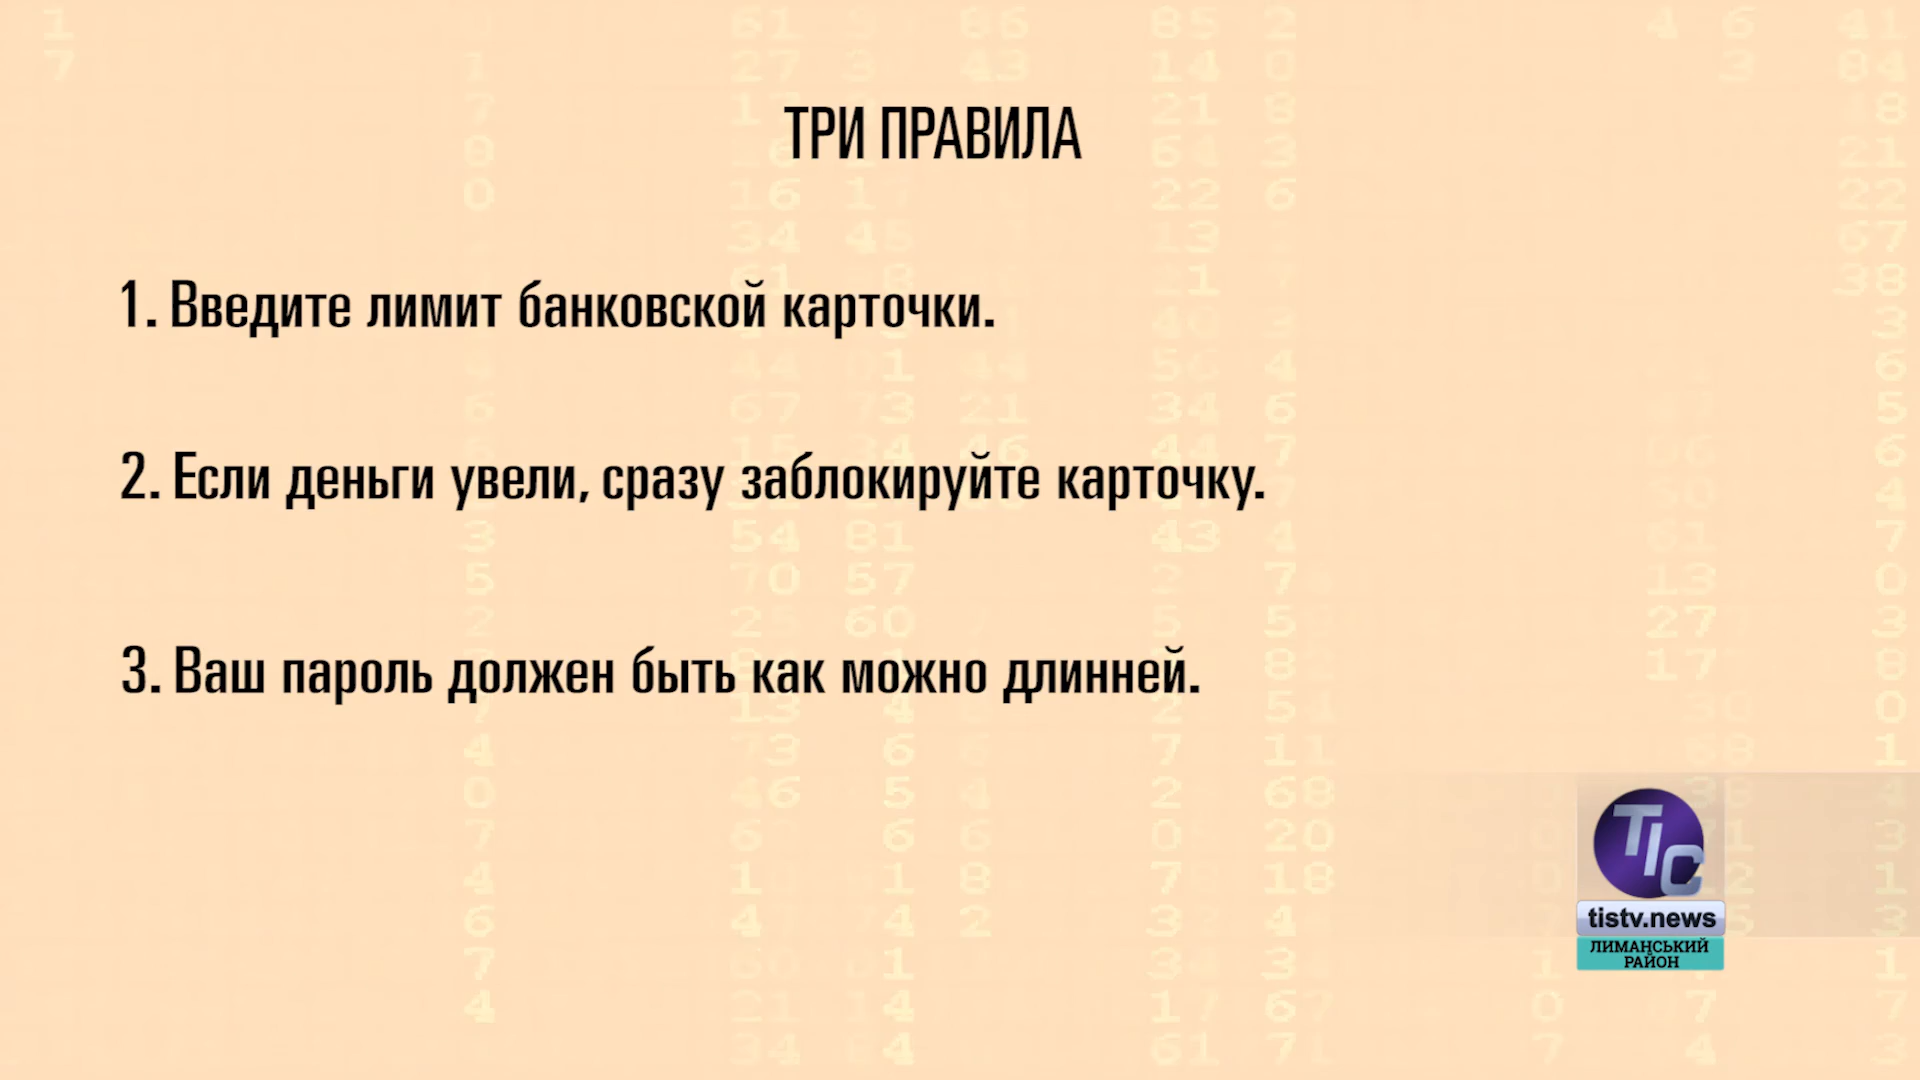 ТРИ ПРАВИЛА
1. Введите лимит банковской карточки.
2. Если деньги увели, сразу заблокируйте карточку.
3. Ваш пароль должен быть как можно длинней.
ТІС
tistv.news
ЛИМАНСЬКИЙ
РАЙОН